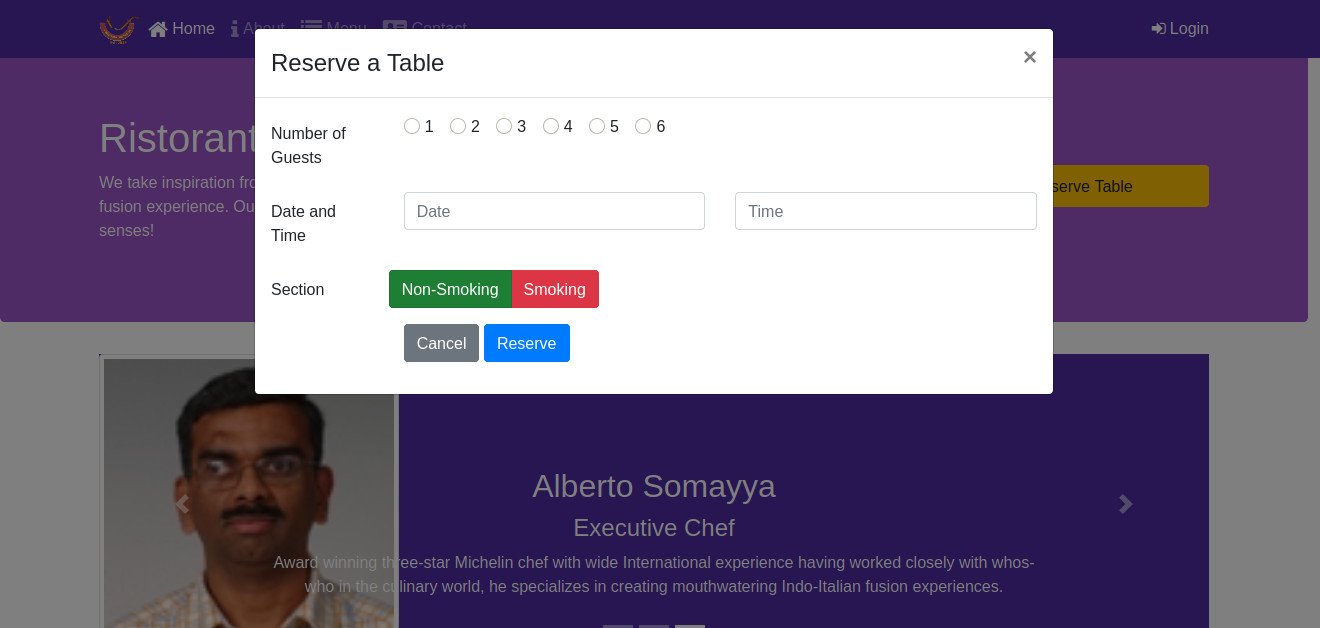 Home About Menu Contact Login
Reserve a Table ×
Ristorant
We take inspiration
fusion experience. Ou
senses!
serve Table
Number of
Guests
1 2 3 4 5 6
Date and
Time
Date Time
Section Non-Smoking Smoking
Cancel Reserve
Alberto Somayya
Executive Chef
Award winning three-star Michelin chef with wide International experience having worked closely with whos-
who in the culinary world, he specializes in creating mouthwatering Indo-Italian fusion experiences.